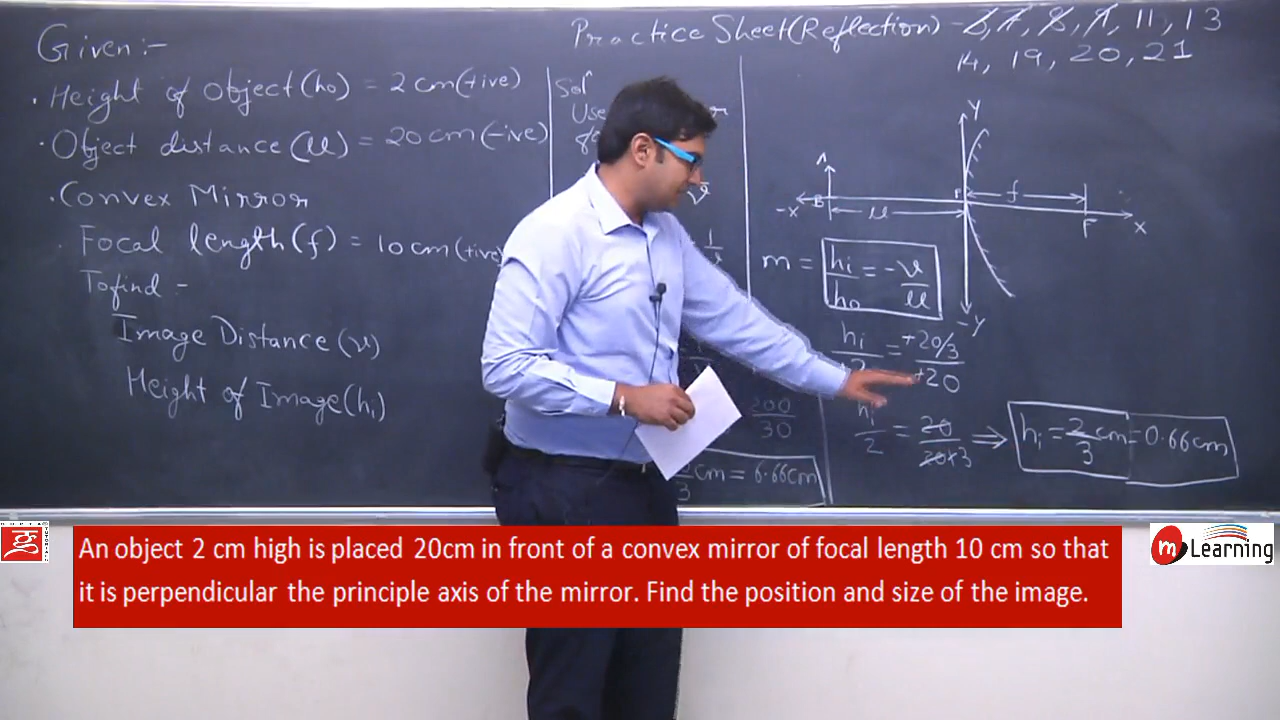 Given:-
. Height of Object(ho) = 2 cm(+ive)
. Object distance(u) = 20 cm(-ive)
. Convex Mirror
Focal length(f) = 10 cm(+ive)
To find -
Image Distance(v)
Height of Image(hi)
Sol
Use
v
1
200
30
3 cm = 6.66cm
Practice Sheet(Reflection) - 11, 13
14, 19, 20, 21
Y
A
-X B u P f F X
-Y
m = hi/ho = -v/u
hi/+2 = +20/3/+20
hi/2 = 20/20×3 ⇒ hi = 2/3 cm = 0.66cm
An object 2 cm high is placed 20cm in front of a convex mirror of focal length 10 cm so that
it is perpendicular the principle axis of the mirror. Find the position and size of the image.
m Learning